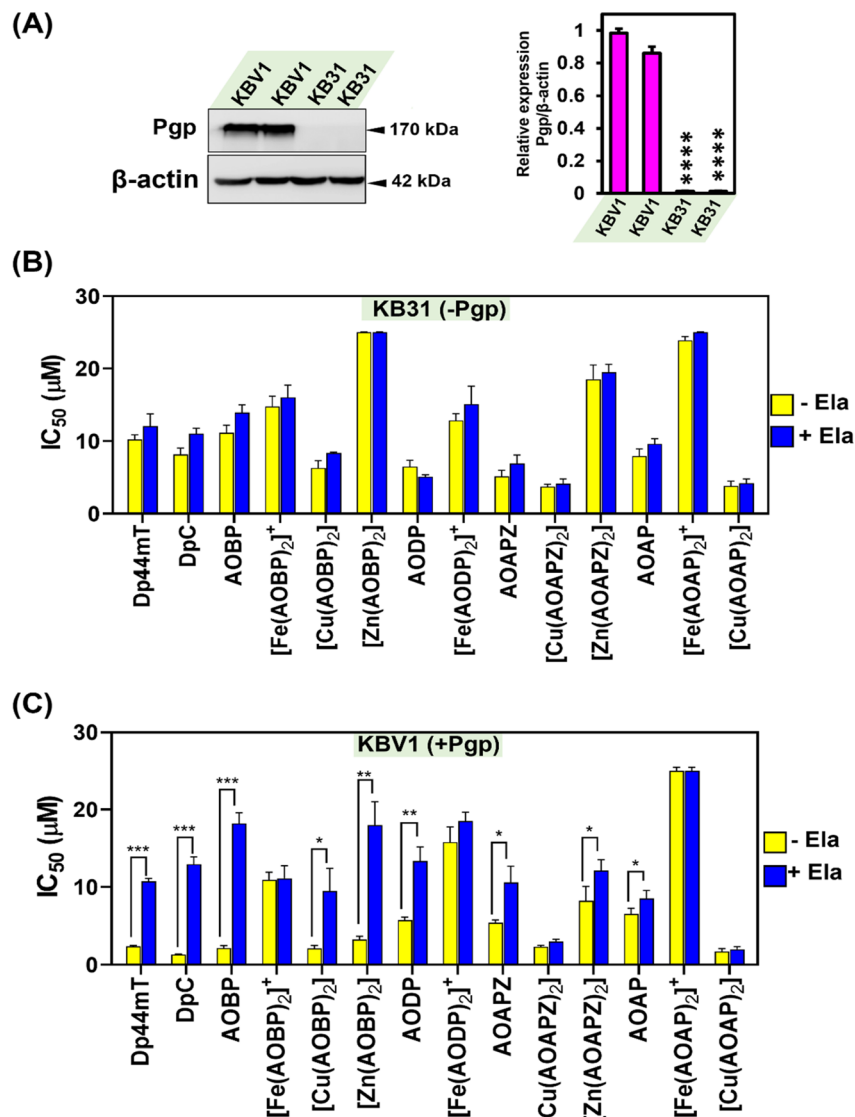 (A)
KBV1 KBV1 KB31 KB31
Pgp
170 kDa
β-actin
42 kDa
Relative expression
Pgp/β-actin
1
0.8
0.6
0.4
0.2
0
****
****
KBV1 KBV1 KB31 KB31
(B)
KB31 (-Pgp)
IC50 (μM)
30
20
10
0
- Ela
+ Ela
Dp44mT
DpC
AOBP
[Fe(AOBP)2]+
[Cu(AOBP)2]
[Zn(AOBP)2]
AODP
[Fe(AODP)2]+
AOAPZ
[Cu(AOAPZ)2]
[Zn(AOAPZ)2]
AOAP
[Fe(AOAP)2]+
[Cu(AOAP)2]
(C)
KBV1 (+Pgp)
IC50 (μM)
30
20
10
0
***
***
***
*
**
**
*
*
*
- Ela
+ Ela
Dp44mT
DpC
AOBP
[Fe(AOBP)2]+
[Cu(AOBP)2]
[Zn(AOBP)2]
AODP
[Fe(AODP)2]+
AOAPZ
Cu(AOAPZ)2]
[Zn(AOAPZ)2]
AOAP
[Fe(AOAP)2]+
[Cu(AOAP)2]